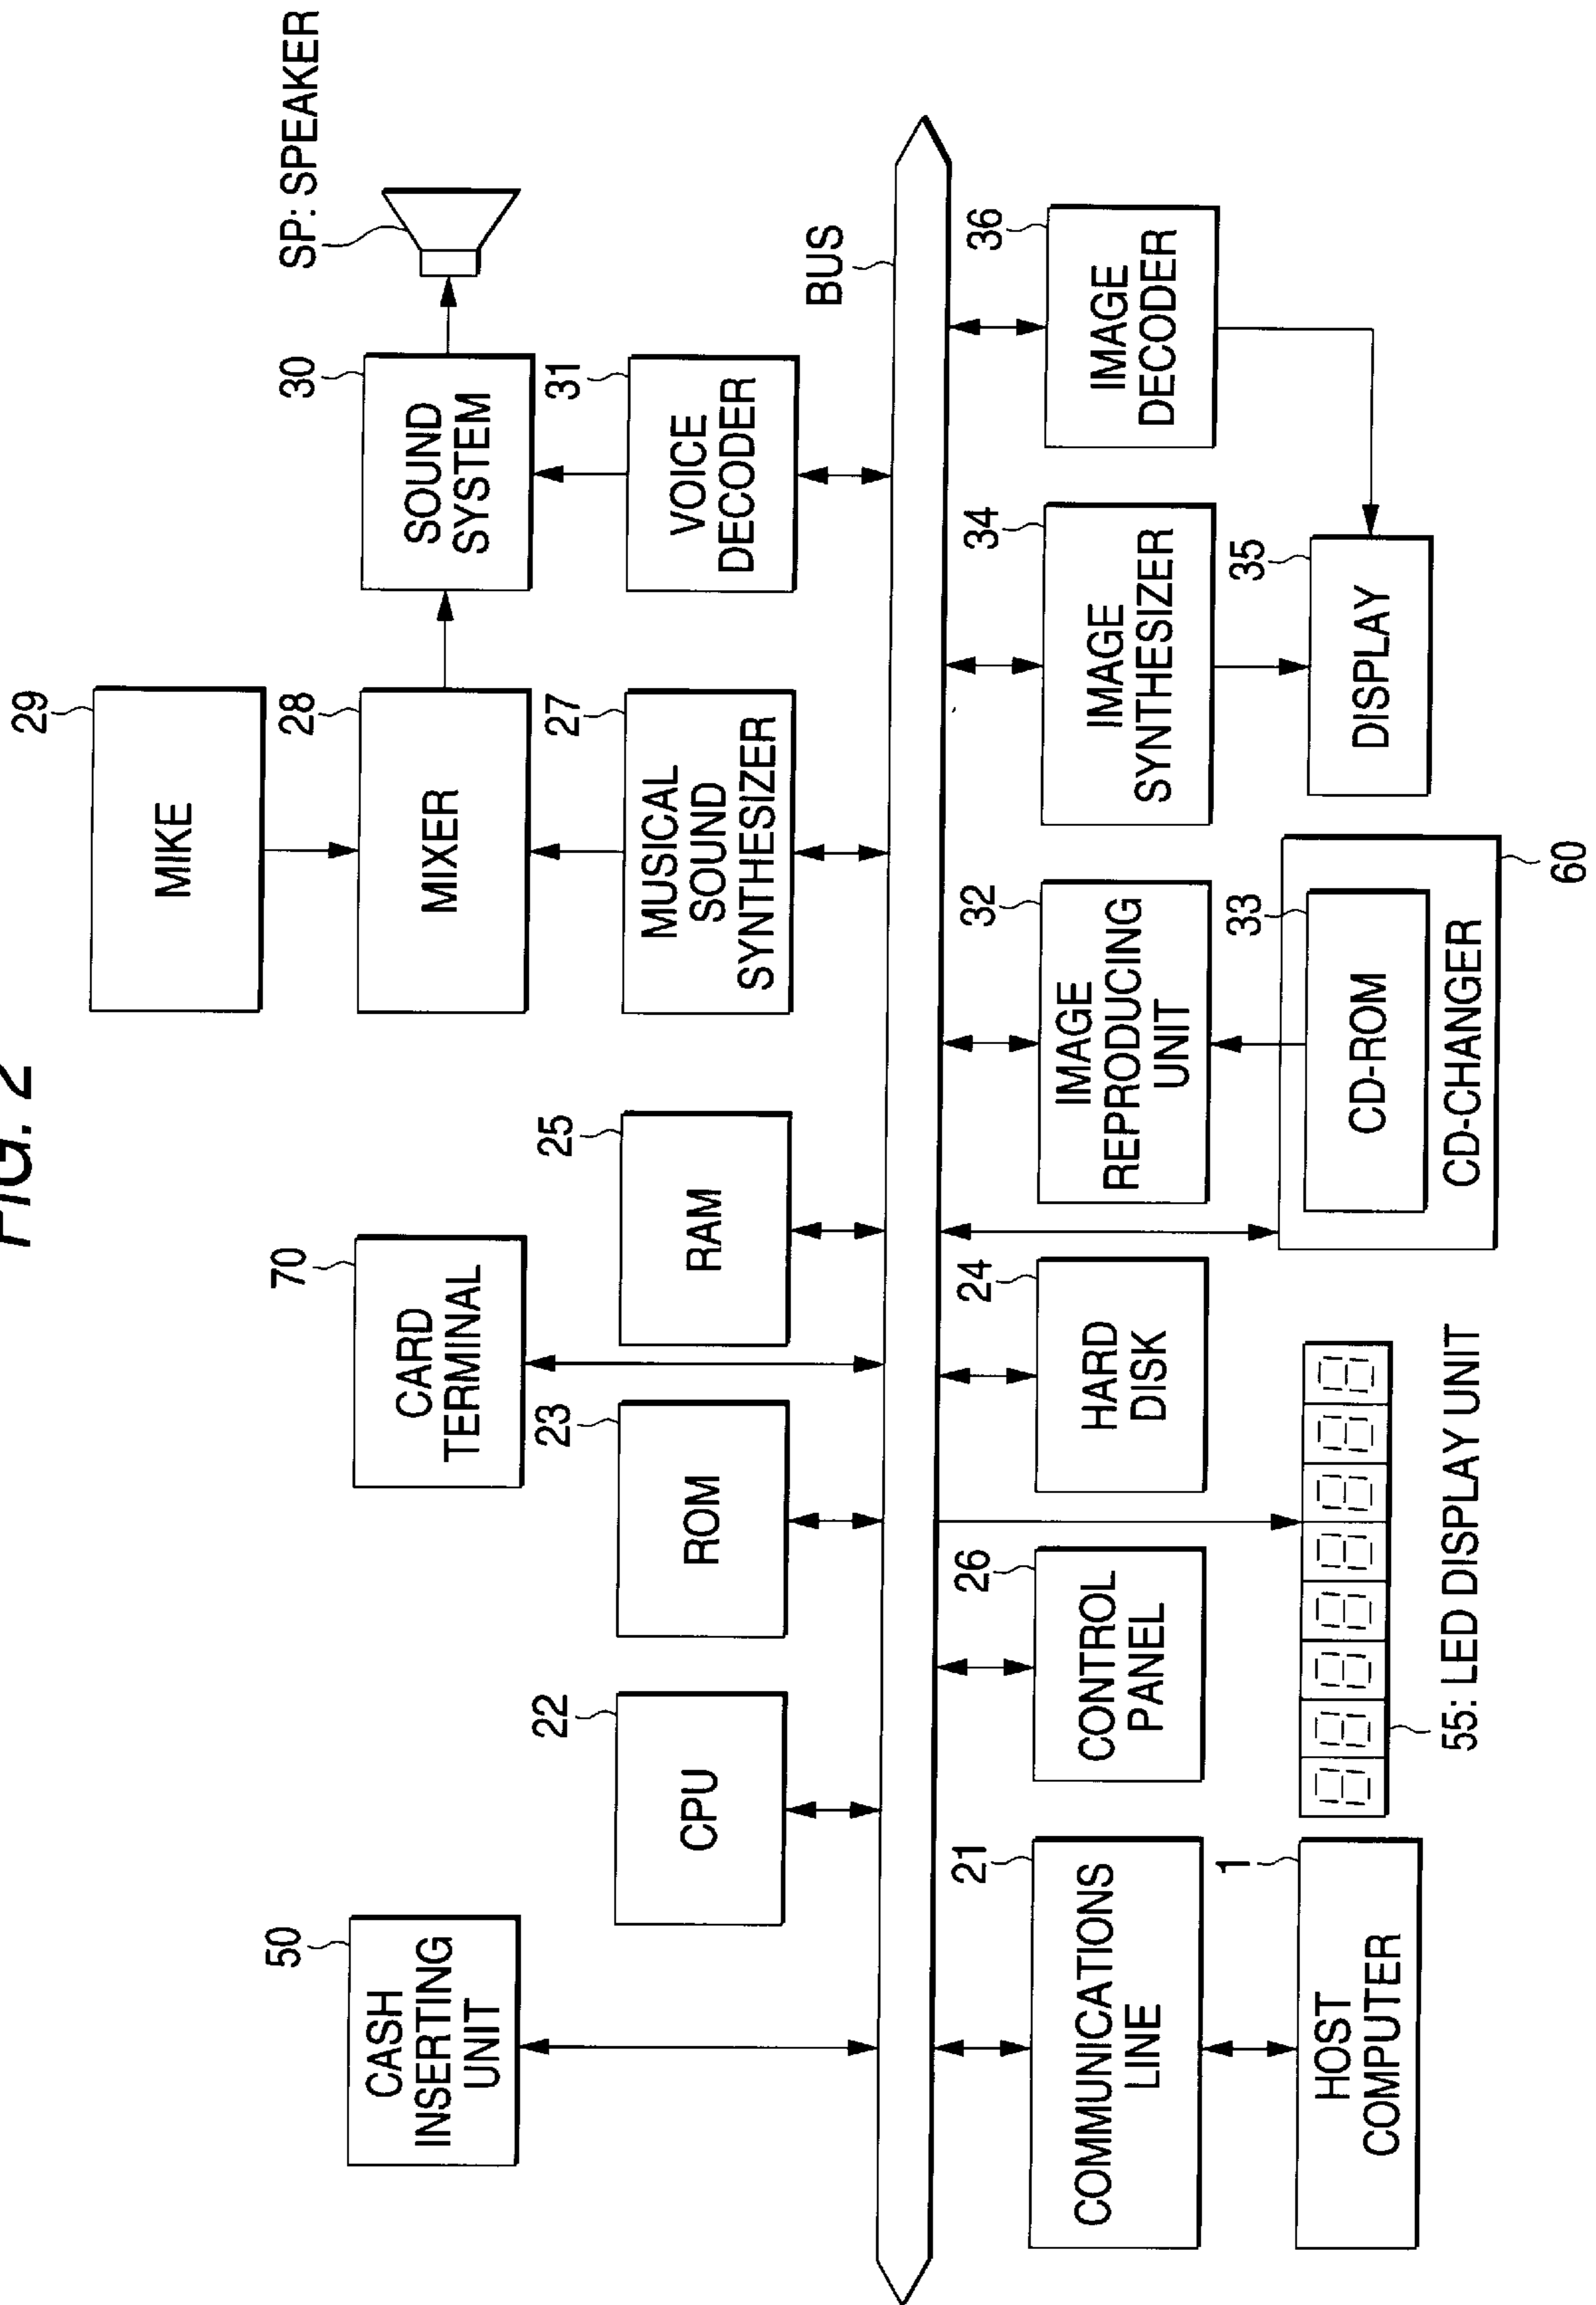 FIG. 2
29
MIKE
SP: SPEAKER
50
CASH
INSERTING
UNIT
70
CARD
TERMINAL
28
MIXER
30
SOUND
SYSTEM
22
CPU
23
ROM
25
RAM
27
MUSICAL
SOUND
SYNTHESIZER
31
VOICE
DECODER
BUS
21
COMMUNICATIONS
LINE
26
CONTROL
PANEL
24
HARD
DISK
32
IMAGE
REPRODUCING
UNIT
34
IMAGE
SYNTHESIZER
36
IMAGE
DECODER
1
HOST
COMPUTER
55: LED DISPLAY UNIT
33
CD-ROM
CD-CHANGER
60
35
DISPLAY